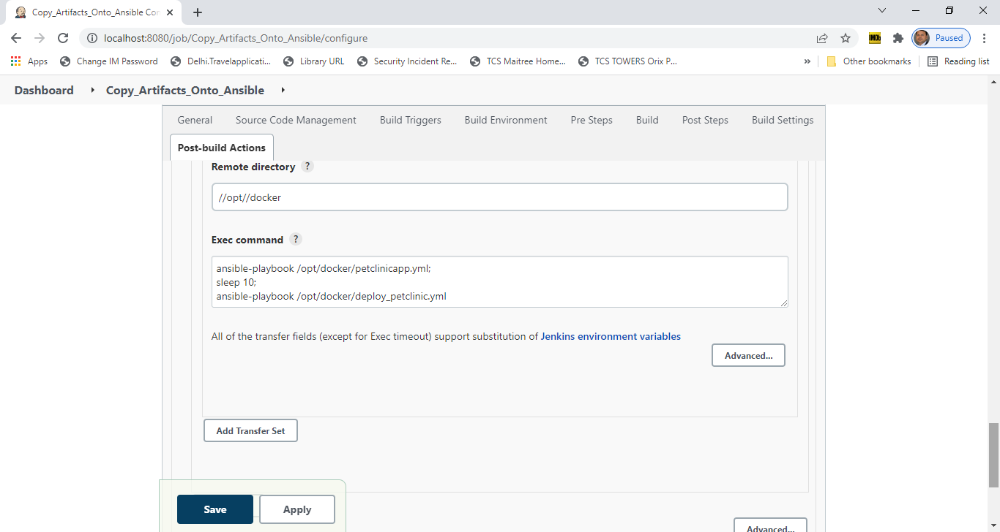 Copy_Artifacts_Onto_Ansible Con
localhost:8080/job/Copy_Artifacts_Onto_Ansible/configure
IMDb
Paused
Apps
Change IM Password
Delhi.Travelapplicati...
Library URL
Security Incident Re...
TCS Maitree Home...
TCS TOWERS Orix P...
»
Other bookmarks
Reading list
Dashboard
Copy_Artifacts_Onto_Ansible
General
Source Code Management
Build Triggers
Build Environment
Pre Steps
Build
Post Steps
Build Settings
Post-build Actions
Remote directory ?
//opt//docker
Exec command ?
ansible-playbook /opt/docker/petclinicapp.yml;
sleep 10;
ansible-playbook /opt/docker/deploy_petclinic.yml
All of the transfer fields (except for Exec timeout) support substitution of Jenkins environment variables
Advanced...
Add Transfer Set
Save
Apply
Advanced...